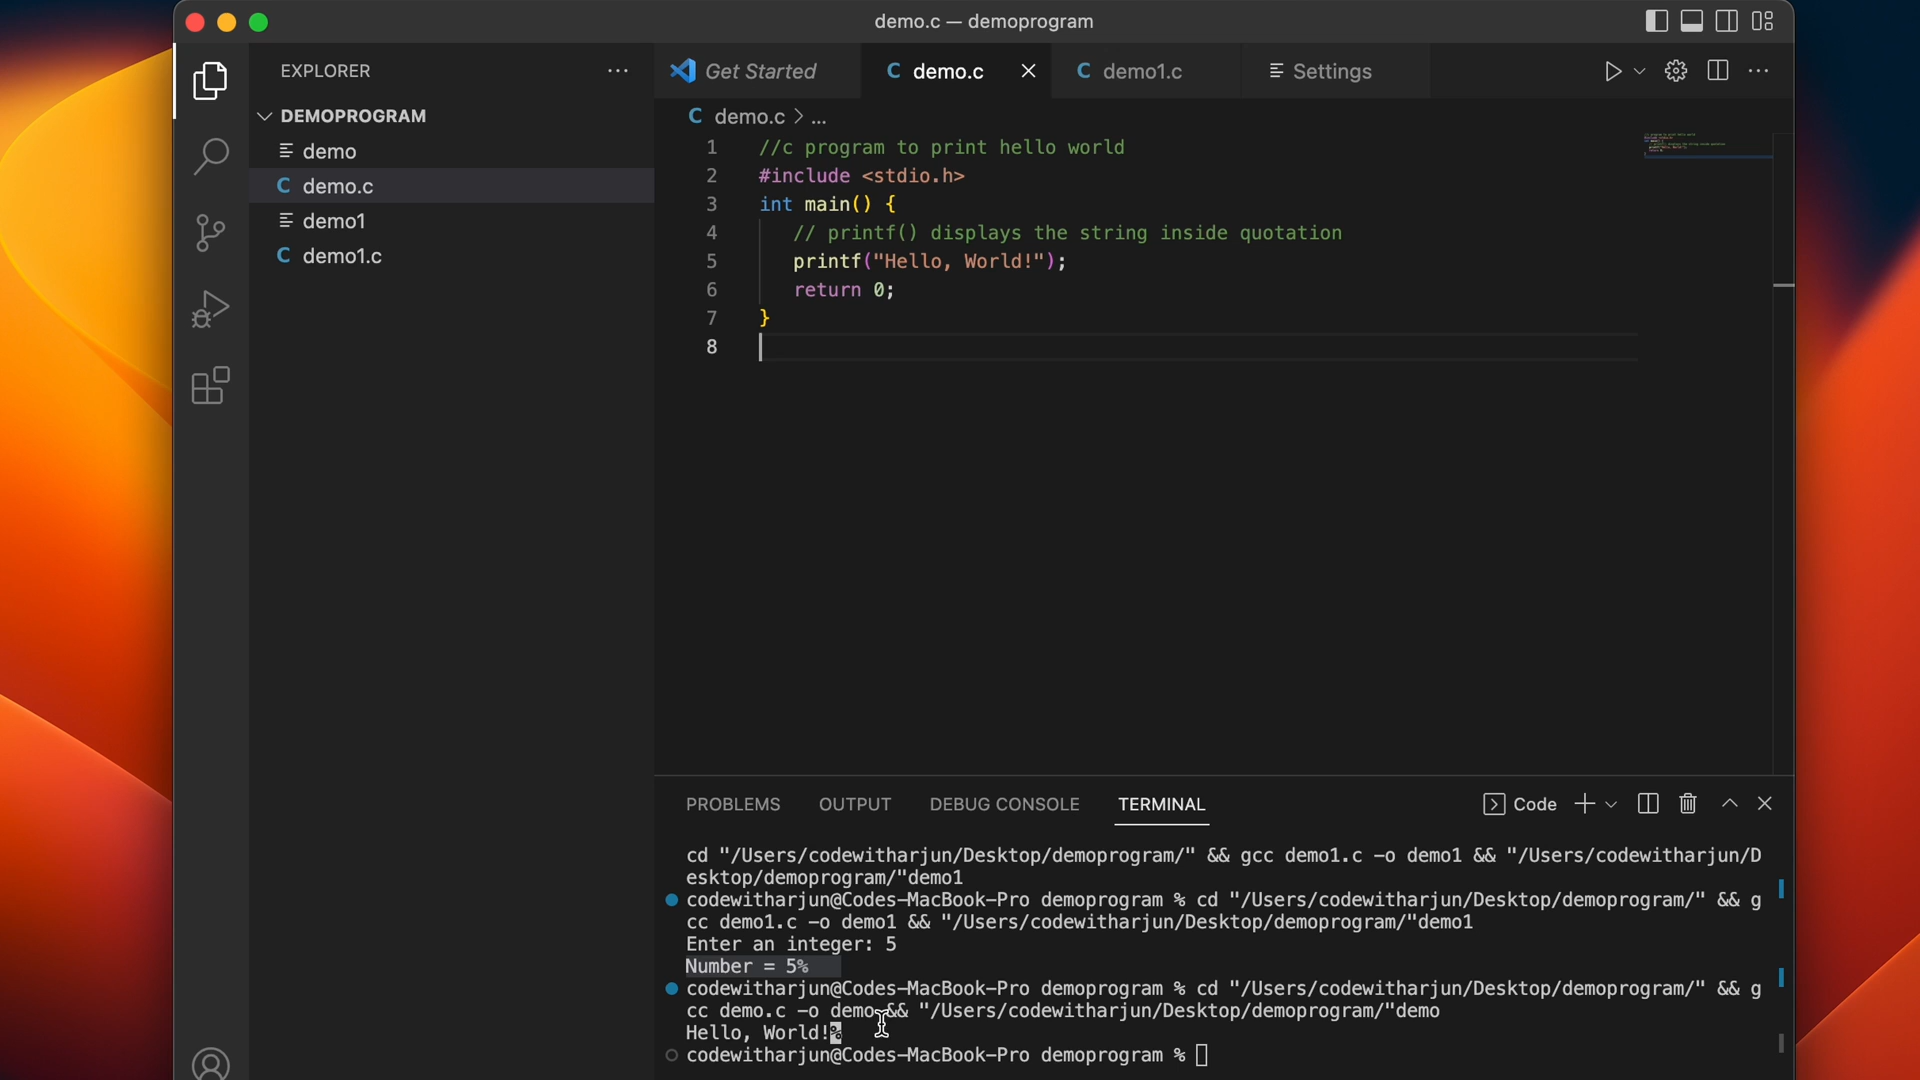 demo.c — demoprogram
EXPLORER
DEMOPROGRAM
demo
C demo.c
demo1
C demo1.c
Get Started
C demo.c
C demo1.c
Settings
C demo.c > ...
1 //c program to print hello world
2 #include <stdio.h>
3 int main() {
4 // printf() displays the string inside quotation
5 printf("Hello, World!");
6 return 0;
7 }
8
PROBLEMS OUTPUT DEBUG CONSOLE TERMINAL
Code
cd "/Users/codewitharjun/Desktop/demoprogram/" && gcc demo1.c -o demo1 && "/Users/codewitharjun/D
esktop/demoprogram/"demo1
codewitharjun@Codes-MacBook-Pro demoprogram % cd "/Users/codewitharjun/Desktop/demoprogram/" && g
cc demo1.c -o demo1 && "/Users/codewitharjun/Desktop/demoprogram/"demo1
Enter an integer: 5
Number = 5%
codewitharjun@Codes-MacBook-Pro demoprogram % cd "/Users/codewitharjun/Desktop/demoprogram/" && g
cc demo.c -o demo && "/Users/codewitharjun/Desktop/demoprogram/"demo
Hello, World!%
codewitharjun@Codes-MacBook-Pro demoprogram %